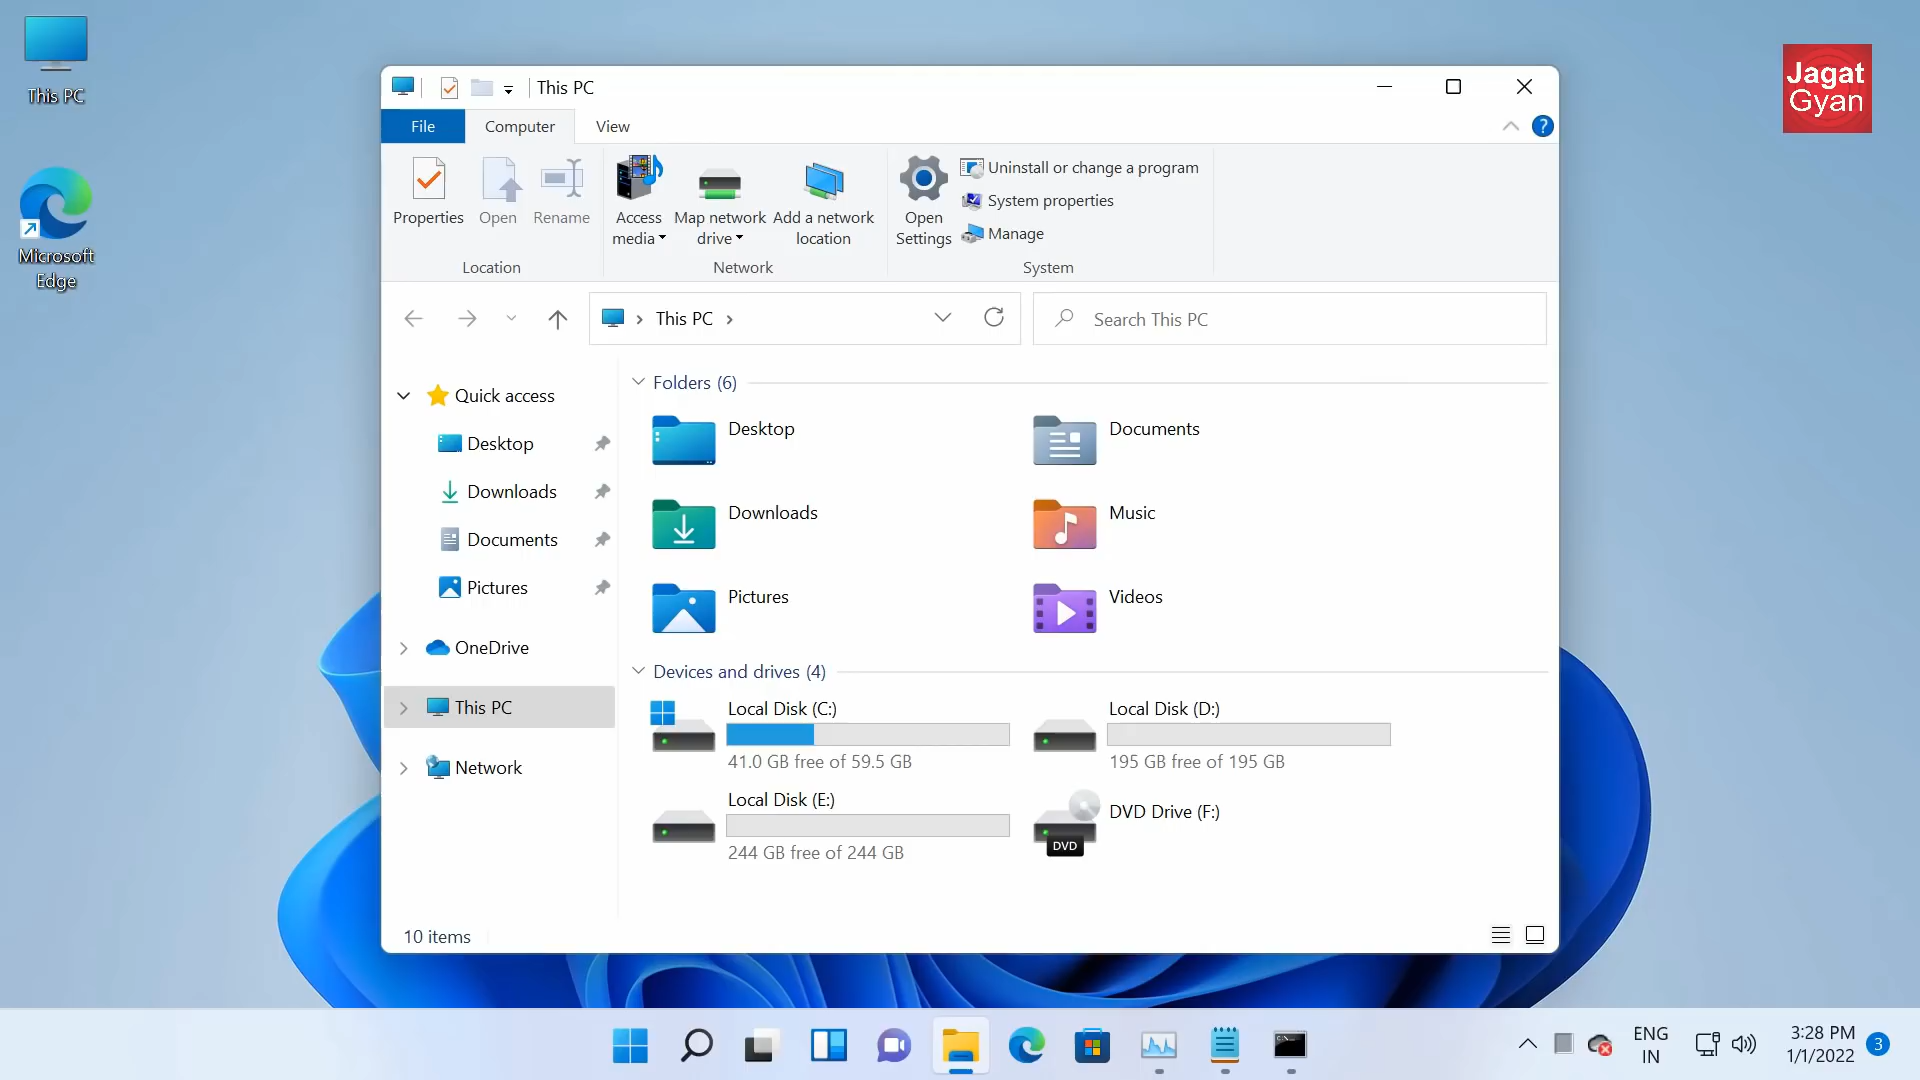 This PC
Microsoft
Edge
Jagat
Gyan
This PC
File
Computer
View
?
Properties
Open
Rename
Location
Access
media
Map network
drive
Add a network
location
Network
Open
Settings
Uninstall or change a program
System properties
Manage
System
This PC
Search This PC
Quick access
Desktop
Downloads
Documents
Pictures
OneDrive
This PC
Network
Folders (6)
Desktop
Documents
Downloads
Music
Pictures
Videos
Devices and drives (4)
Local Disk (C:)
41.0 GB free of 59.5 GB
Local Disk (D:)
195 GB free of 195 GB
Local Disk (E:)
244 GB free of 244 GB
DVD Drive (F:)
DVD
10 items
ENG
IN
3:28 PM
1/1/2022
3